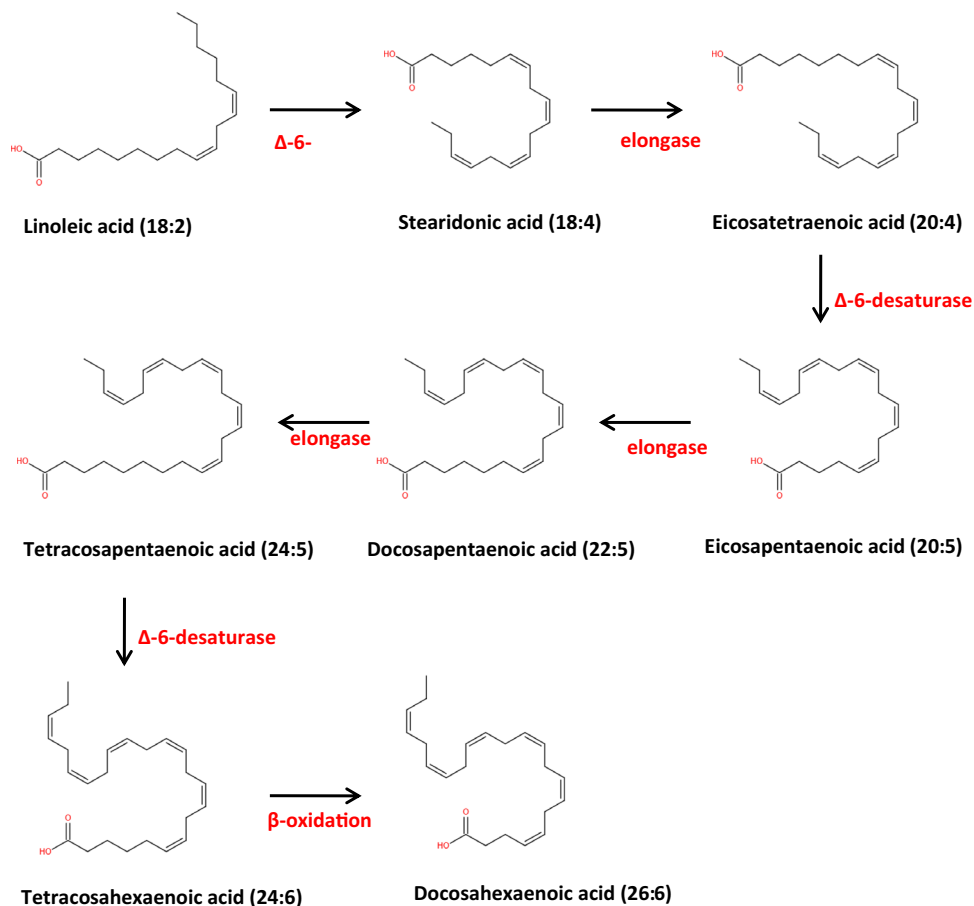 HO
O
Linoleic acid (18:2)
Δ-6-
HO
O
Stearidonic acid (18:4)
elongase
HO
O
Eicosatetraenoic acid (20:4)
Δ-6-desaturase
HO
O
Tetracosapentaenoic acid (24:5)
elongase
HO
O
Docosapentaenoic acid (22:5)
elongase
HO
O
Eicosapentaenoic acid (20:5)
Δ-6-desaturase
O
HO
Tetracosahexaenoic acid (24:6)
β-oxidation
O
HO
Docosahexaenoic acid (26:6)